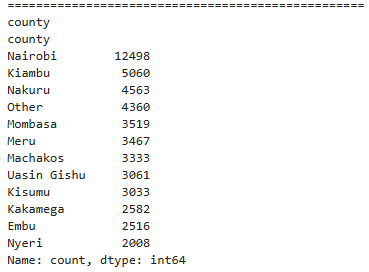 ==================================================
county
county
Nairobi 12498
Kiambu 5060
Nakuru 4563
Other 4360
Mombasa 3519
Meru 3467
Machakos 3333
Uasin Gishu 3061
Kisumu 3033
Kakamega 2582
Embu 2516
Nyeri 2008
Name: count, dtype: int64